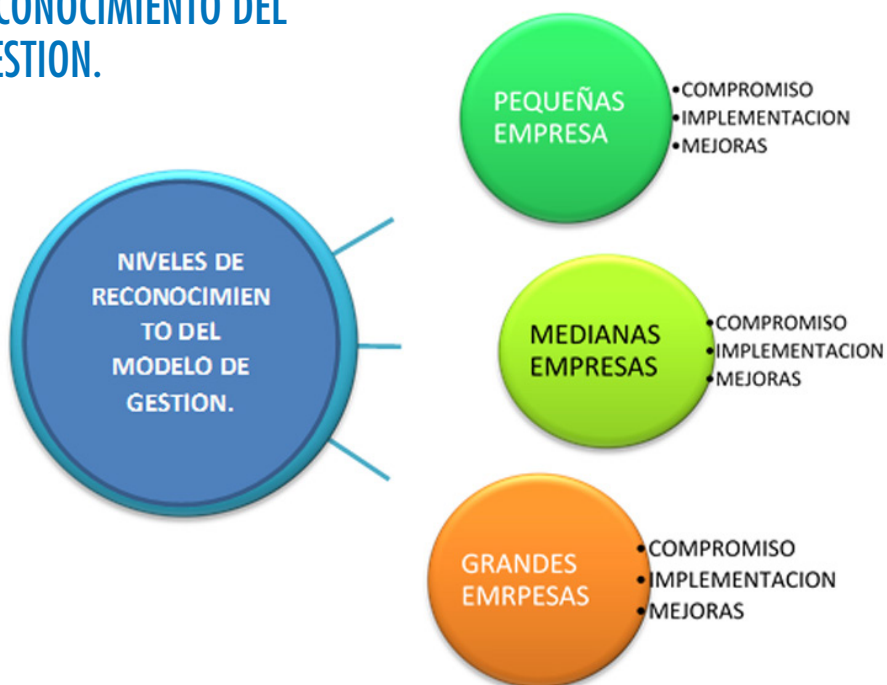 CONOCIMIENTO DEL
ESTION.
NIVELES DE
RECONOCIMIEN
TO DEL
MODELO DE
GESTION.
PEQUEÑAS
EMPRESA
•COMPROMISO
•IMPLEMENTACION
•MEJORAS
MEDIANAS
EMPRESAS
•COMPROMISO
•IMPLEMENTACION
•MEJORAS
GRANDES
EMRPESAS
•COMPROMISO
•IMPLEMENTACION
•MEJORAS